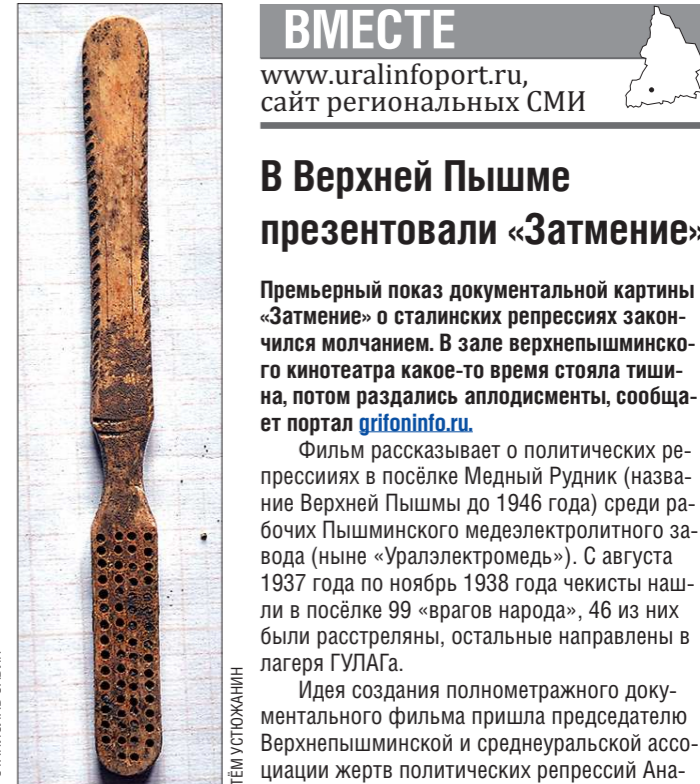 ВМЕСТЕ
www.uralinfoport.ru,
сайт региональных СМИ
В Верхней Пышме
презентовали «Затмение»
Премьерный показ документальной картины
«Затмение» о сталинских репрессиях закон-
чился молчанием. В зале верхнепышминско-
го кинотеатра какое-то время стояла тиши-
на, потом раздались аплодисменты, сообща-
ет портал grifoninfo.ru.
Фильм рассказывает о политических ре-
прессииях в посёлке Медный Рудник (назва-
ние Верхней Пышмы до 1946 года) среди ра-
бочих Пышминского медеэлектролитного за-
вода (ныне «Уралэлектромедь»). С августа
1937 года по ноябрь 1938 года чекисты наш-
ли в посёлке 99 «врагов народа», 46 из них
были расстреляны, остальные направлены в
лагеря ГУЛАГа.
Идея создания полнометражного доку-
ментального фильма пришла председателю
Верхнепышминской и среднеуральской ассо-
циации жертв политических репрессий Ана-
УСТЮЖАНИН